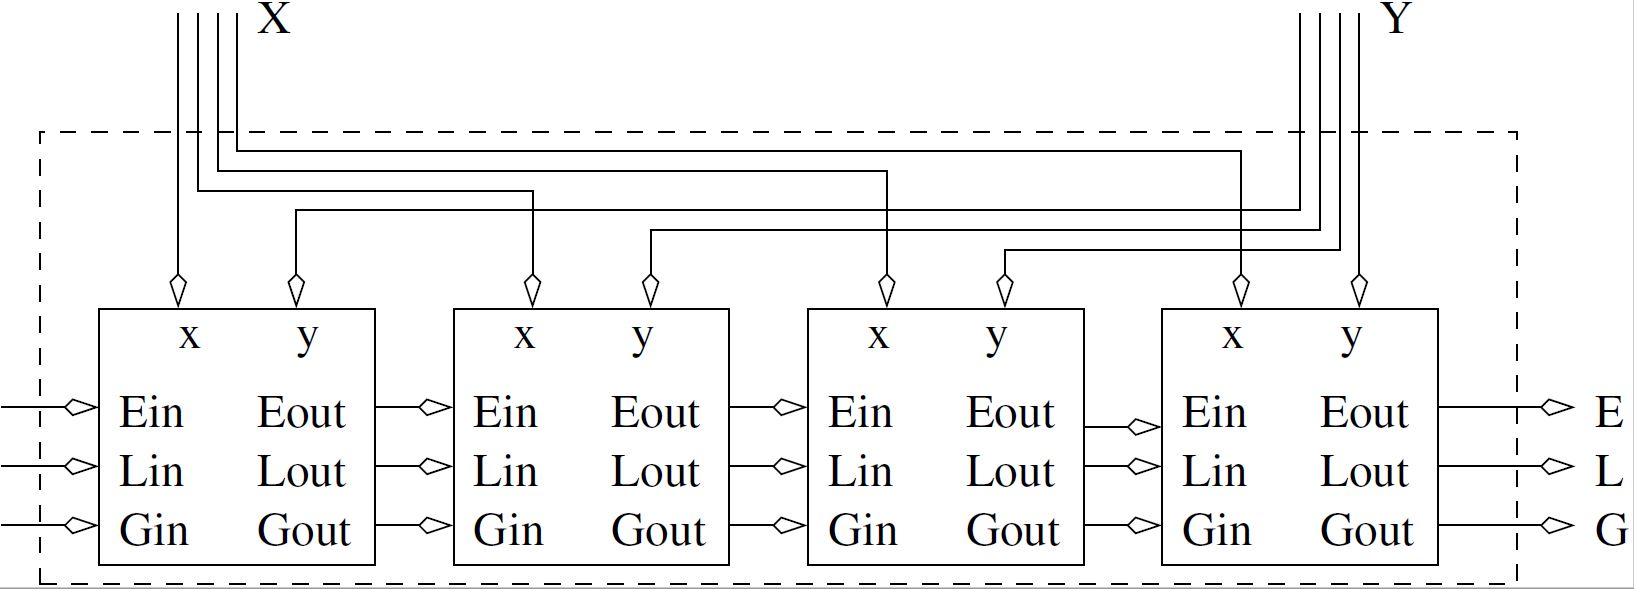 X Y
x y x y x y x y
Ein Eout Ein Eout Ein Eout Ein Eout E
Lin Lout Lin Lout Lin Lout Lin Lout L
Gin Gout Gin Gout Gin Gout Gin Gout G